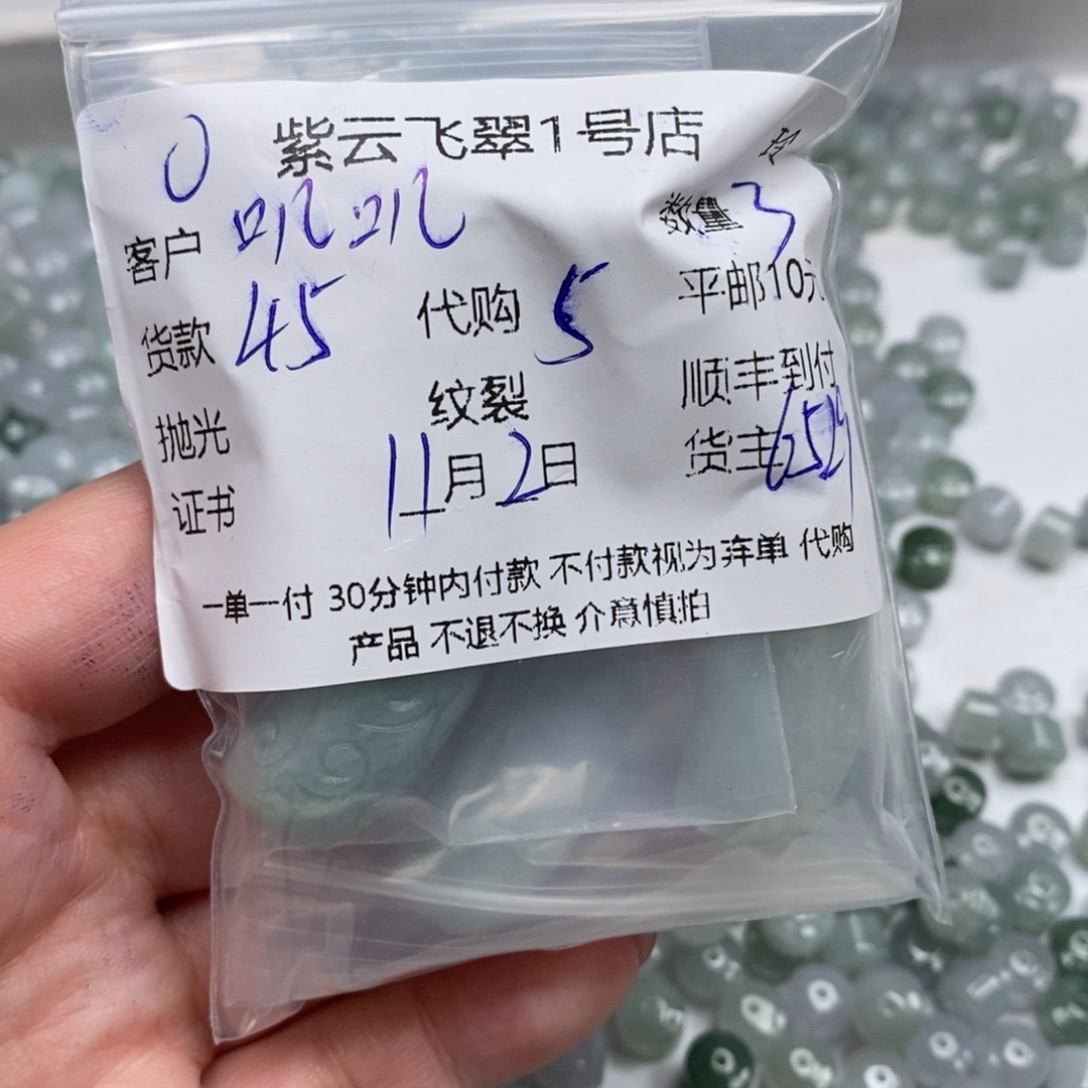 0 紫云飞翠1号店 玲
客户 叽叽 数量 3
货款 45 代购 5 平邮10元
抛光 纹裂 顺丰到付
证书 11月2日 货主
一单一付 30分钟内付款 不付款视为弃单 代购
产品 不退不换 介意慎拍